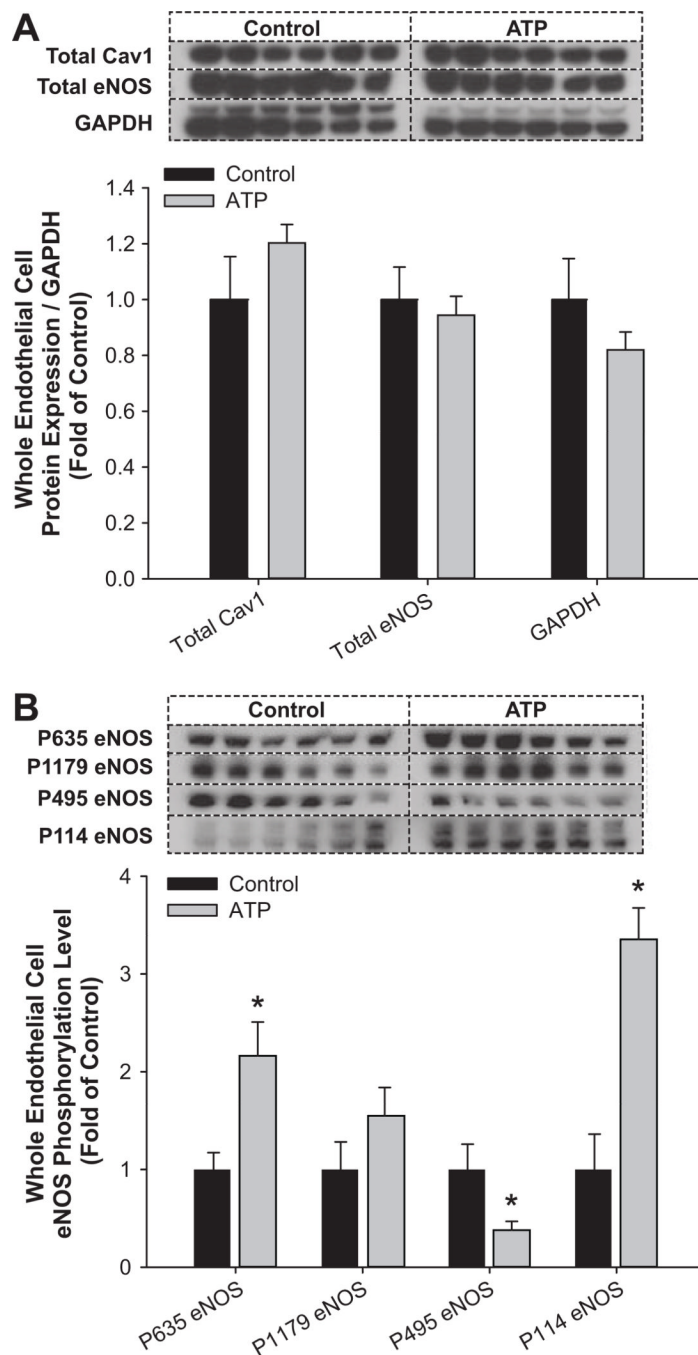 A
Control ATP
Total Cav1
Total eNOS
GAPDH
Control
ATP
Whole Endothelial Cell
Protein Expression / GAPDH
(Fold of Control)
1.4
1.2
1.0
0.8
0.6
0.4
0.2
0.0
Total Cav1 Total eNOS GAPDH
B
Control ATP
P635 eNOS
P1179 eNOS
P495 eNOS
P114 eNOS
Control
ATP
Whole Endothelial Cell
eNOS Phosphorylation Level
(Fold of Control)
4
3
2
1
0
* * *
P635 eNOS P1179 eNOS P495 eNOS P114 eNOS